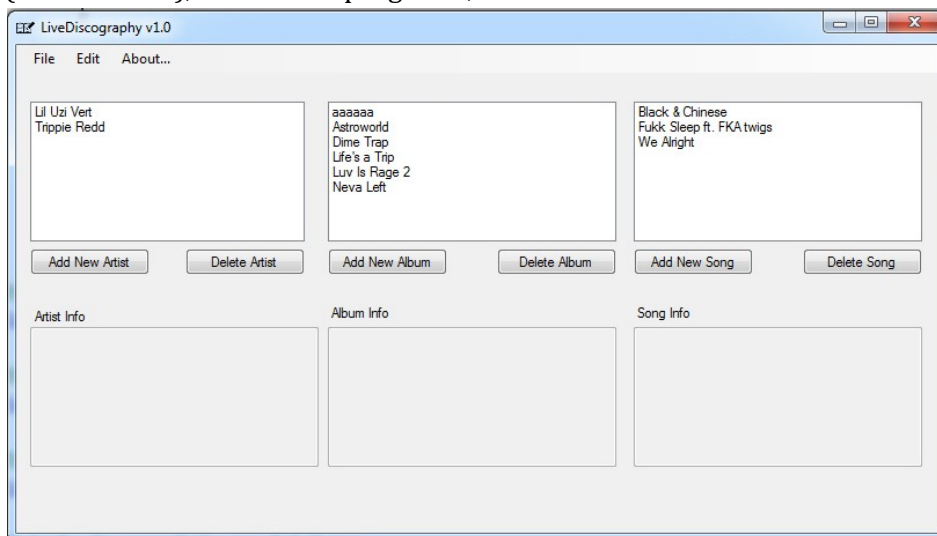 LiveDiscography v1.0
File Edit About...
Lil Uzi Vert
Trippie Redd
aaaaaa
Astroworld
Dime Trap
Life's a Trip
Luv Is Rage 2
Neva Left
Black & Chinese
Fukk Sleep ft. FKA twigs
We Alright
Add New Artist Delete Artist Add New Album Delete Album Add New Song Delete Song
Artist Info Album Info Song Info